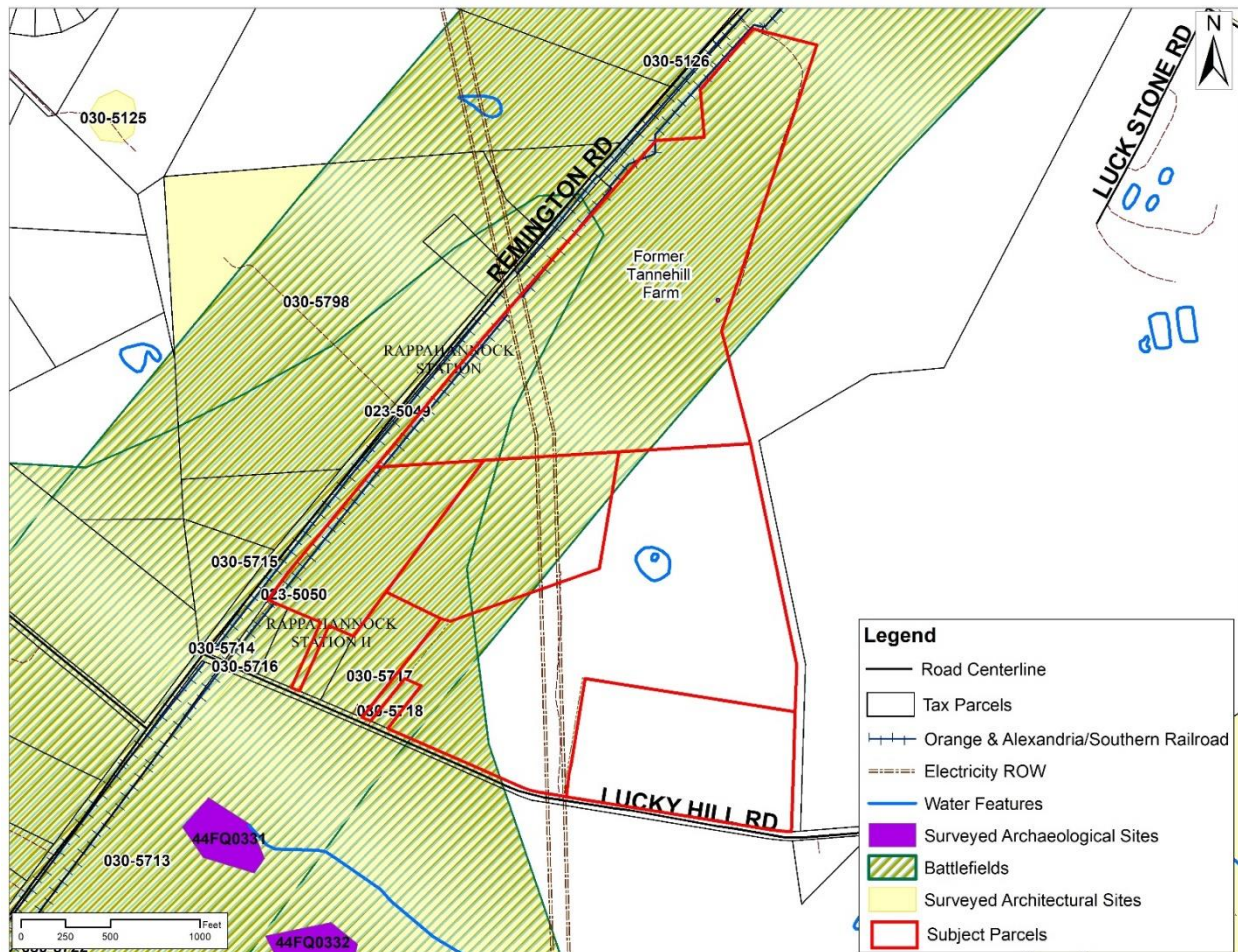 N
030-5126
LUCK STONE RD
030-5125
REMINGTON RD
Former
Tannehill
Farm
030-5798
RAPPAHANNOCK
STATION
023-5049
030-5715
023-5050
RAPPAHANNOCK
STATION II
030-5714
030-5716
030-5717
030-5718
LUCKY HILL RD
44FQ0331
030-5713
44FQ0332
Feet
0 250 500 1000
Legend
Road Centerline
Tax Parcels
Orange & Alexandria/Southern Railroad
Electricity ROW
Water Features
Surveyed Archaeological Sites
Battlefields
Surveyed Architectural Sites
Subject Parcels